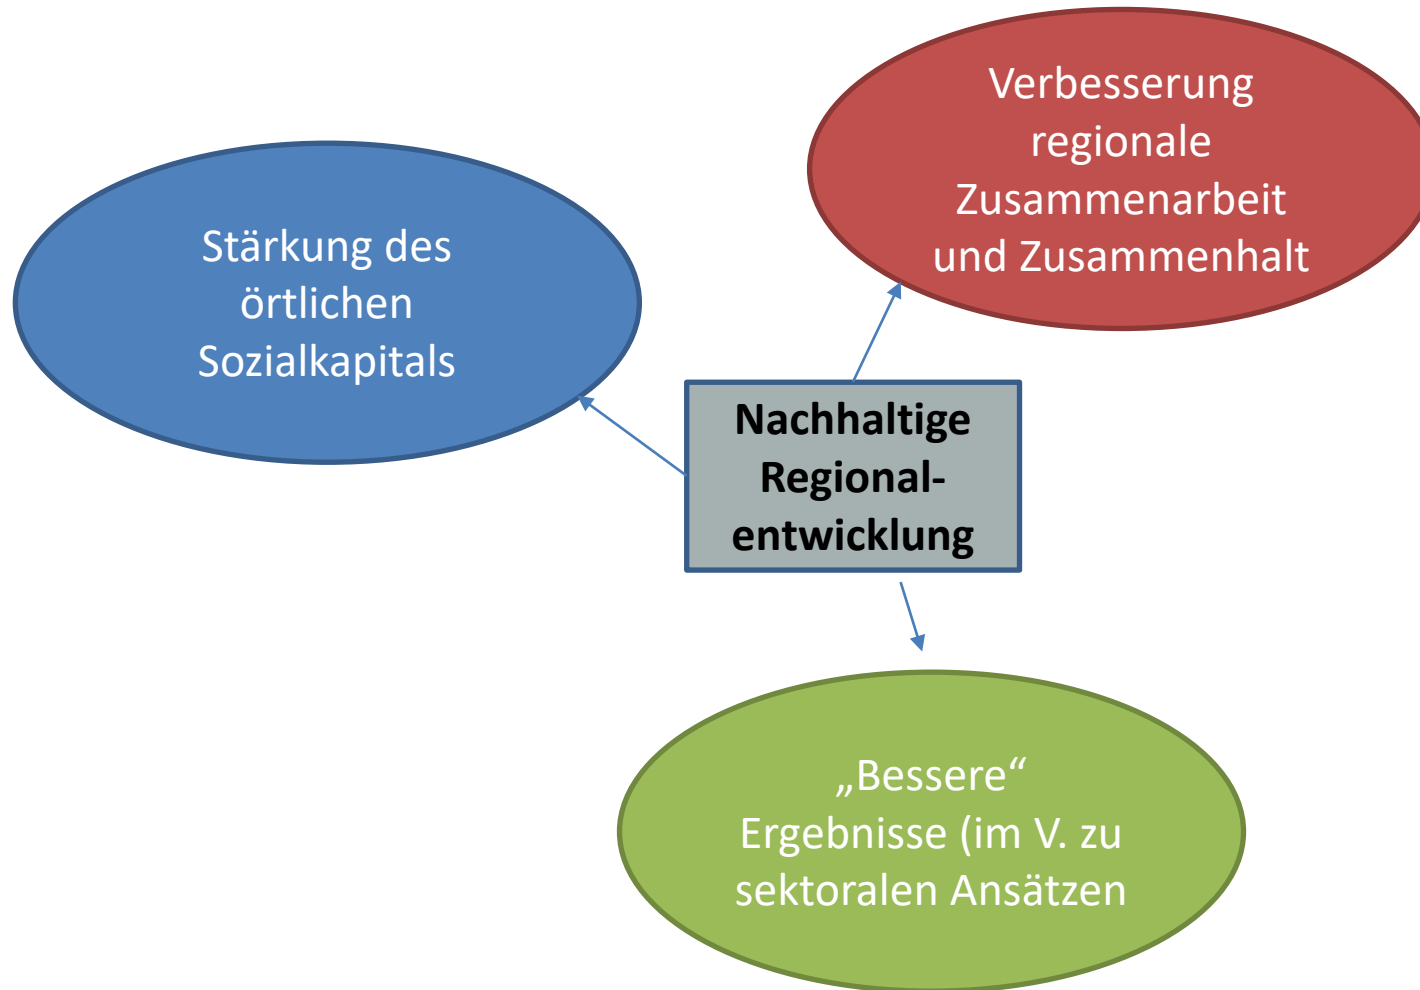 Verbesserung
regionale
Zusammenarbeit
und Zusammenhalt
Stärkung des
örtlichen
Sozialkapitals
Nachhaltige
Regional-
entwicklung
„Bessere“
Ergebnisse (im V. zu
sektoralen Ansätzen